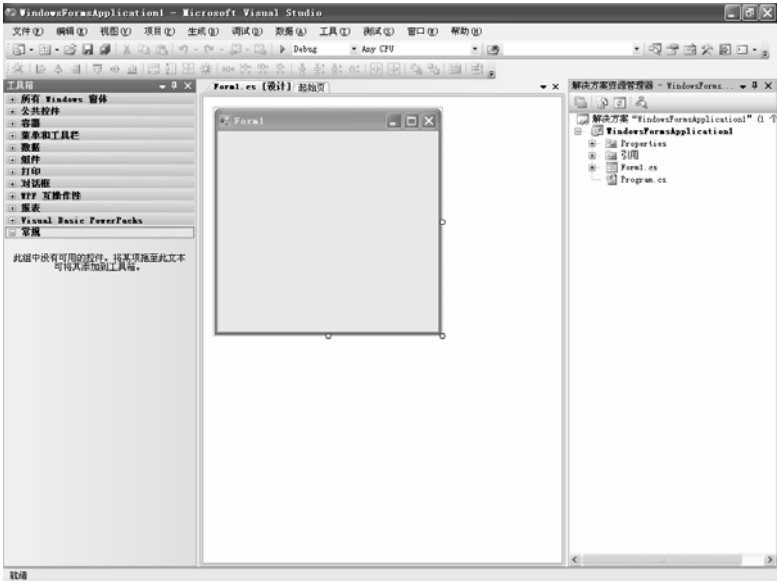 WindowsFormsApplication1 - Microsoft Visual Studio
文件(F) 编辑(E) 视图(V) 项目(P) 生成(B) 调试(D) 数据(A) 工具(T) 测试(S) 窗口(W) 帮助(H)
Debug Any CPU
工具箱
Form1.cs [设计] 起始页
解决方案资源管理器 - WindowsForms...
所有 Windows 窗体
公共控件
容器
菜单和工具栏
数据
组件
打印
对话框
WPF 互操作性
报表
Visual Basic PowerPacks
常规
此组中没有可用的控件。将某项拖至此文本
可将其添加到工具箱。
Form1
解决方案 "WindowsFormsApplication1" (1 个
WindowsFormsApplication1
Properties
引用
Form1.cs
Program.cs
就绪